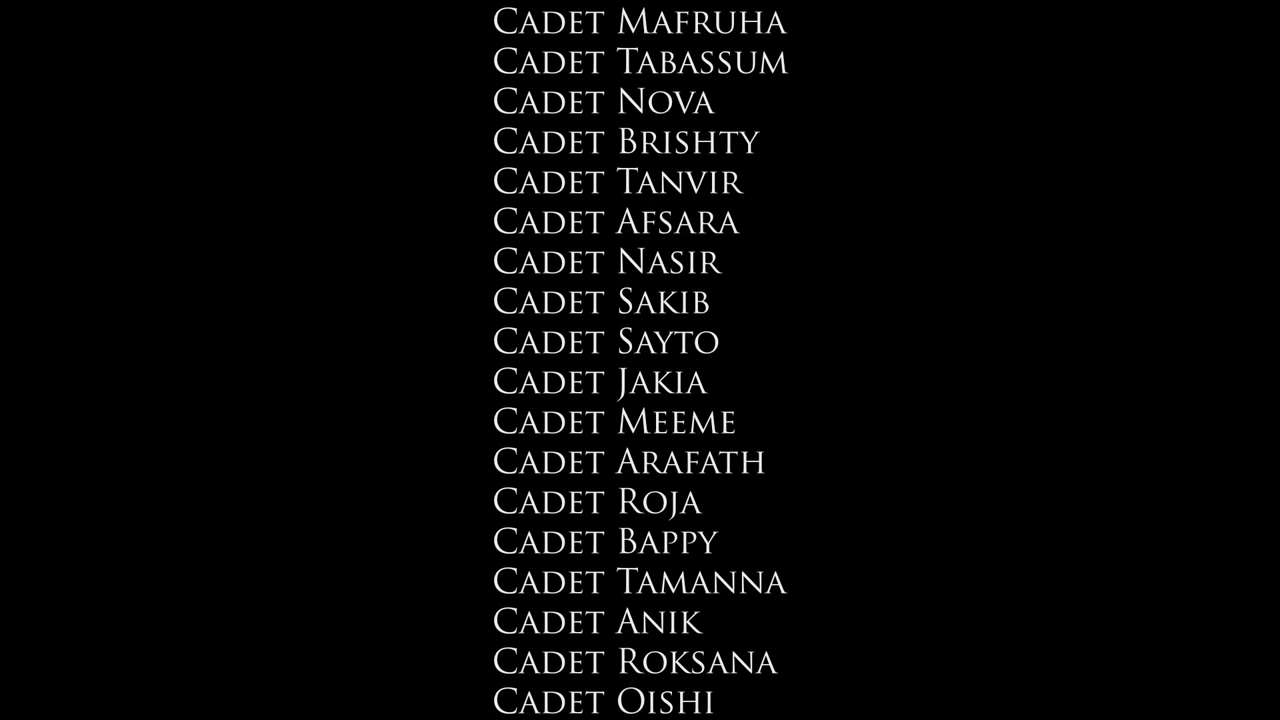 Cadet Mafruha
Cadet Tabassum
Cadet Nova
Cadet Brishty
Cadet Tanvir
Cadet Afsara
Cadet Nasir
Cadet Sakib
Cadet Sayto
Cadet Jakia
Cadet Meeme
Cadet Arafath
Cadet Roja
Cadet Bappy
Cadet Tamanna
Cadet Anik
Cadet Roksana
Cadet Oishi